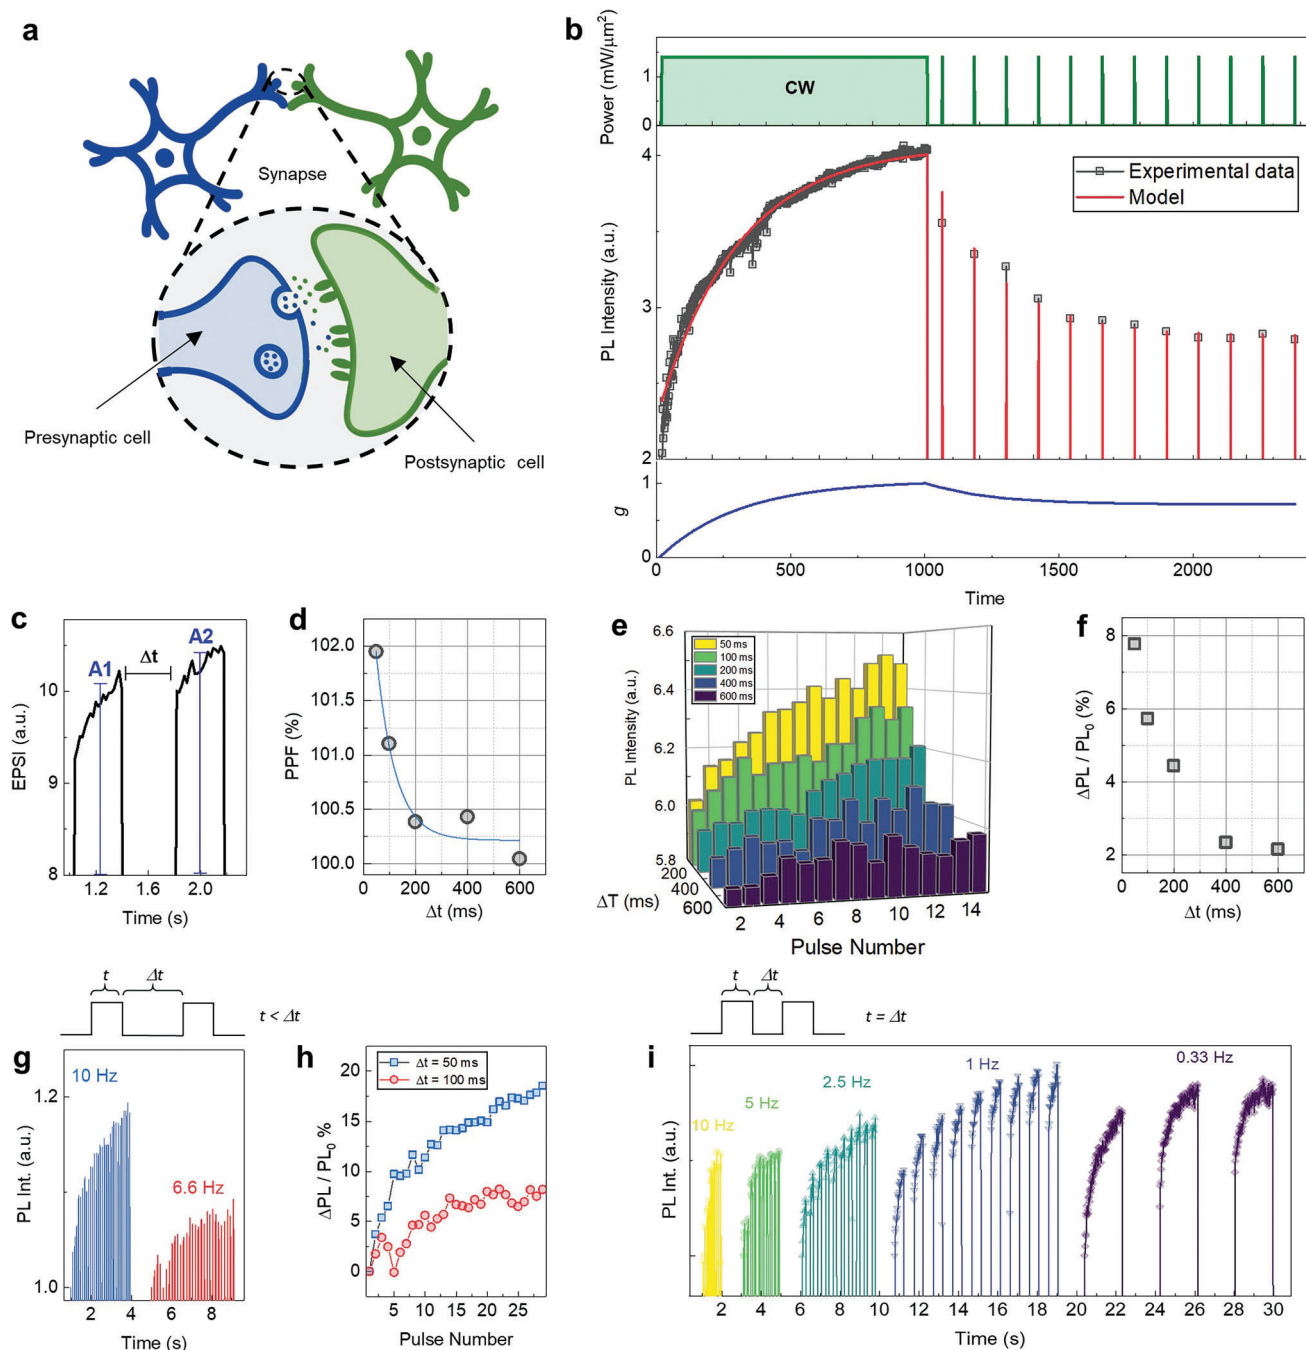 a
Synapse
Presynaptic cell
Postsynaptic cell
b
Power (mW/μm²)
1
0
CW
PL Intensity (a.u.)
4
3
2
Experimental data
Model
g
1
0
0
500
1000
1500
2000
Time
c
EPSI (a.u.)
10
9
8
A1
Δt
A2
1.2
1.6
2.0
Time (s)
d
PPF (%)
102.0
101.5
101.0
100.5
100.0
0
200
400
600
Δt (ms)
e
PL Intensity (a.u.)
6.6
6.4
6.2
6.0
5.8
50 ms
100 ms
200 ms
400 ms
600 ms
200
400
600
ΔT (ms)
2
4
6
8
10
12
14
Pulse Number
f
ΔPL / PL₀ (%)
8
6
4
2
0
200
400
600
Δt (ms)
t
Δt
t < Δt
g
PL Int. (a.u.)
1.2
1.0
10 Hz
6.6 Hz
2
4
6
8
Time (s)
h
ΔPL / PL₀ %
20
15
10
5
0
Δt = 50 ms
Δt = 100 ms
5
10
15
20
25
Pulse Number
t
Δt
t = Δt
i
PL Int. (a.u.)
10 Hz
5 Hz
2.5 Hz
1 Hz
0.33 Hz
2
4
6
8
10
12
14
16
18
20
22
24
26
28
30
Time (s)